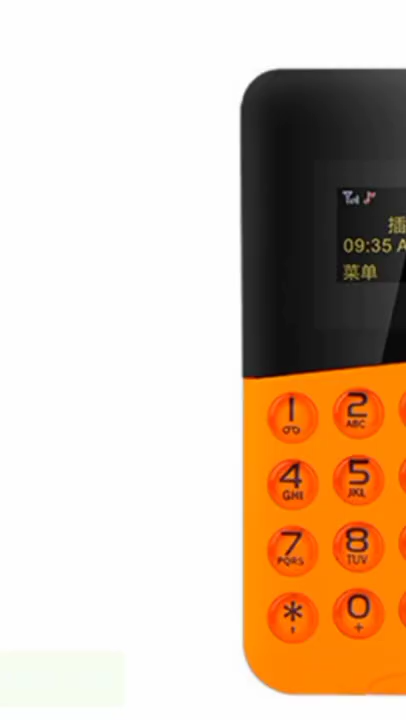 插
09:35 A
菜单
1
2 ABC
4 GHI
5 JKL
7 PQRS
8 TUV
*
0 +